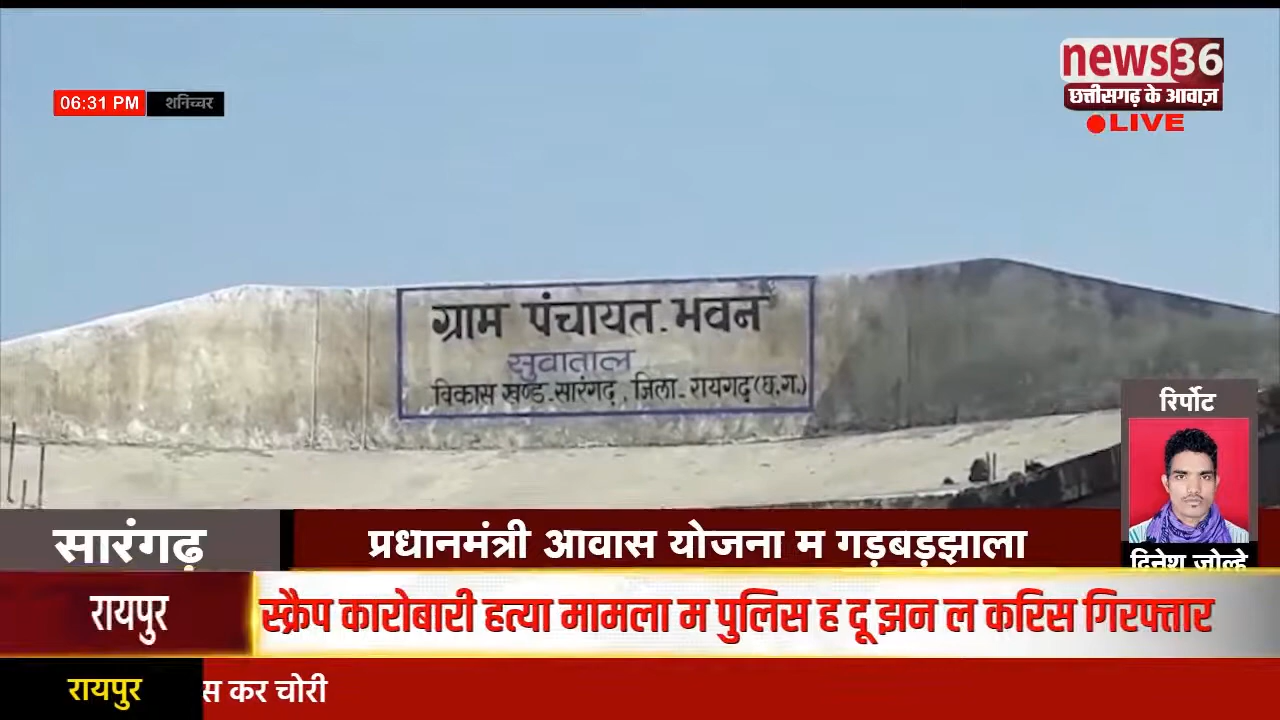 news36
छत्तीसगढ़ के आवाज़
LIVE
06:31 PM शनिच्चर
ग्राम पंचायत भवन
सुवाताल
विकास खण्ड-सारंगढ़, जिला-रायगढ़ (छ.ग.)
रिर्पोट
दिनेश जोल्हे
सारंगढ़ प्रधानमंत्री आवास योजना म गड़बड़झाला
रायपुर स्क्रैप कारोबारी हत्या मामला म पुलिस ह दू झन ल करिस गिरफ्तार
रायपुर स कर चोरी